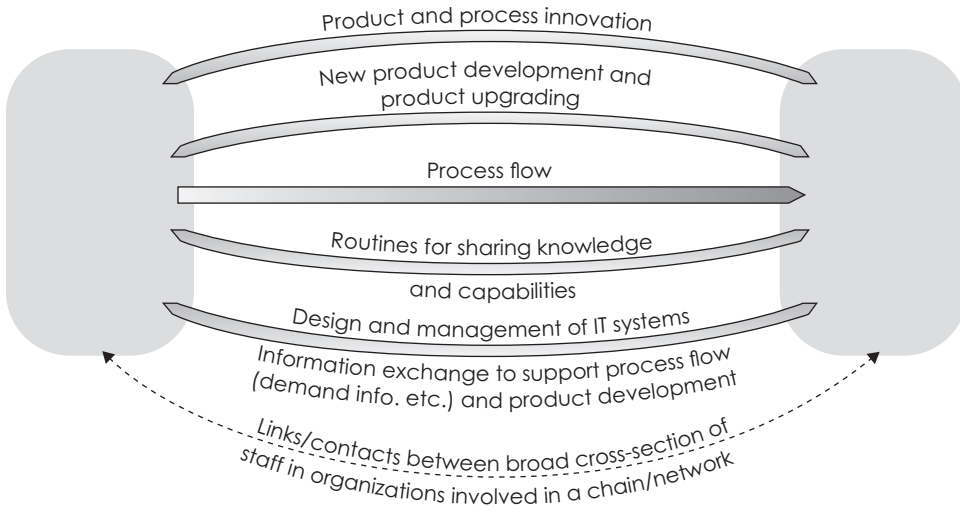 Product and process innovation
New product development and
product upgrading
Process flow
Routines for sharing knowledge
and capabilities
Design and management of IT systems
Information exchange to support process flow
(demand info. etc.) and product development
Links/contacts between broad cross-section of
staff in organizations involved in a chain/network